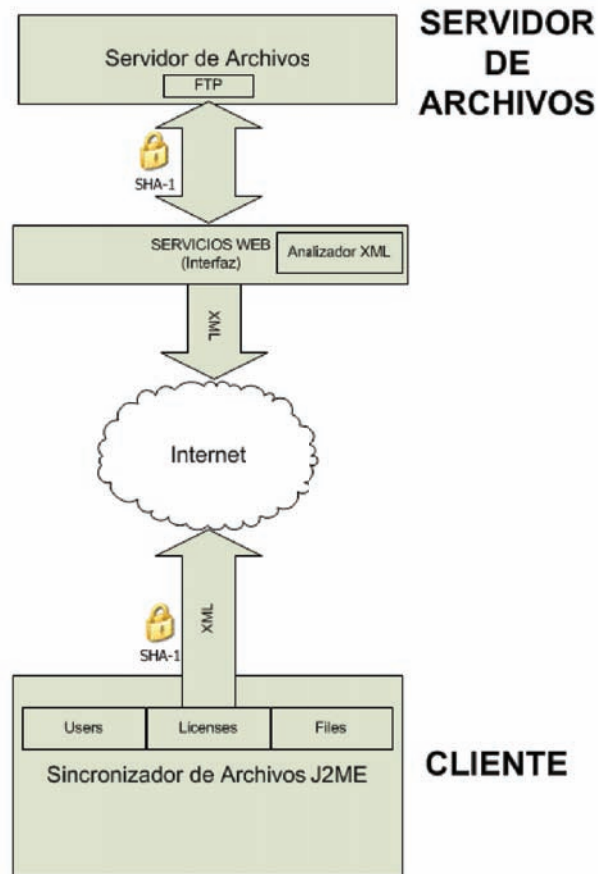 SERVIDOR
DE
ARCHIVOS
Servidor de Archivos
FTP
SHA-1
SERVICIOS WEB
(Interfaz)
Analizador XML
XML
Internet
XML
SHA-1
Users
Licenses
Files
Sincronizador de Archivos J2ME
CLIENTE